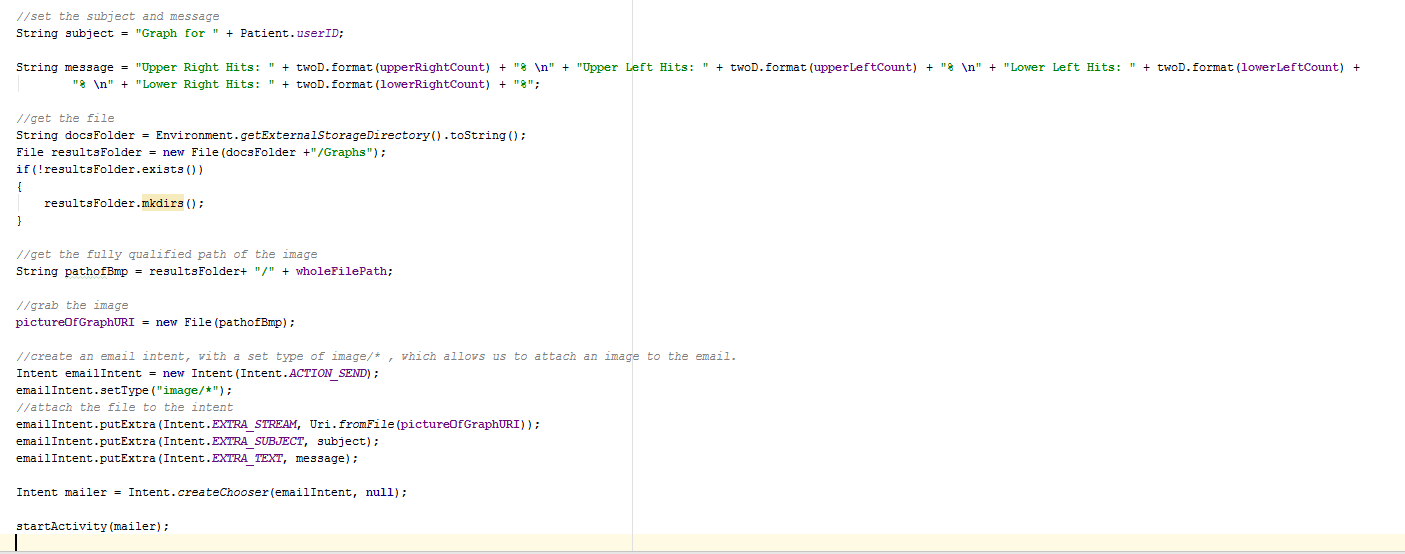 //set the subject and message
String subject = "Graph for " + Patient.userID;
String message = "Upper Right Hits: " + twoD.format(upperRightCount) + "% \n" + "Upper Left Hits: " + twoD.format(upperLeftCount) + "% \n" + "Lower Left Hits: " + twoD.format(lowerLeftCount) +
"% \n" + "Lower Right Hits: " + twoD.format(lowerRightCount) + "%";
//get the file
String docsFolder = Environment.getExternalStorageDirectory().toString();
File resultsFolder = new File(docsFolder +"/Graphs");
if(!resultsFolder.exists())
{
resultsFolder.mkdirs();
}
//get the fully qualified path of the image
String pathofBmp = resultsFolder+ "/" + wholeFilePath;
//grab the image
pictureOfGraphURI = new File(pathofBmp);
//create an email intent, with a set type of image/* , which allows us to attach an image to the email.
Intent emailIntent = new Intent(Intent.ACTION_SEND);
emailIntent.setType("image/*");
//attach the file to the intent
emailIntent.putExtra(Intent.EXTRA_STREAM, Uri.fromFile(pictureOfGraphURI));
emailIntent.putExtra(Intent.EXTRA_SUBJECT, subject);
emailIntent.putExtra(Intent.EXTRA_TEXT, message);
Intent mailer = Intent.createChooser(emailIntent, null);
startActivity(mailer);